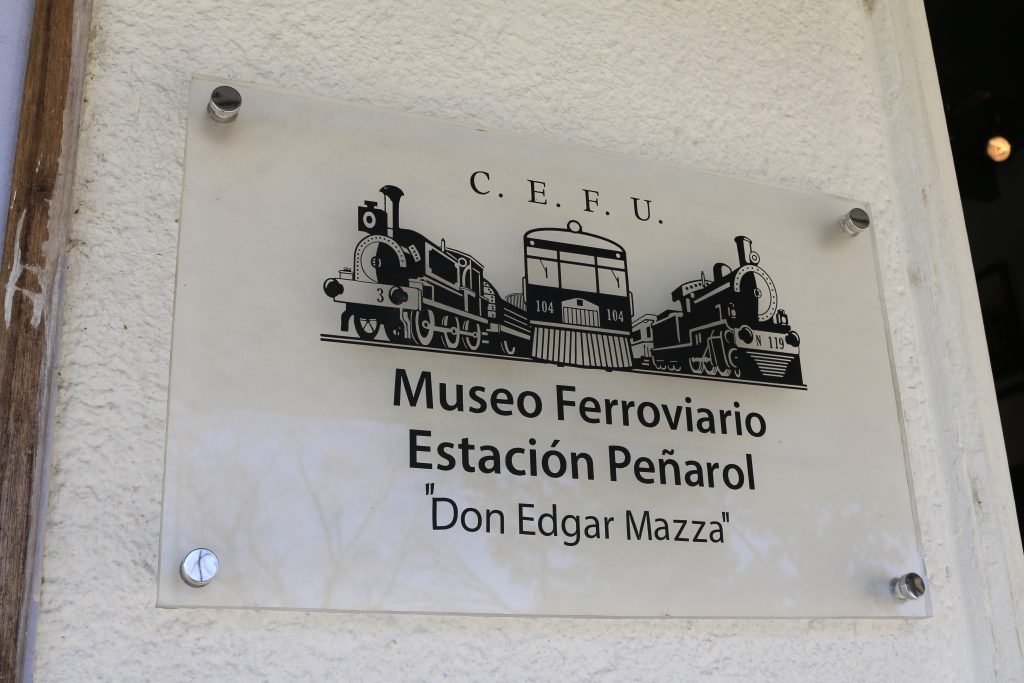 C. E. F. U.
3
104 104
N 119
Museo Ferroviario
Estación Peñarol
"Don Edgar Mazza"